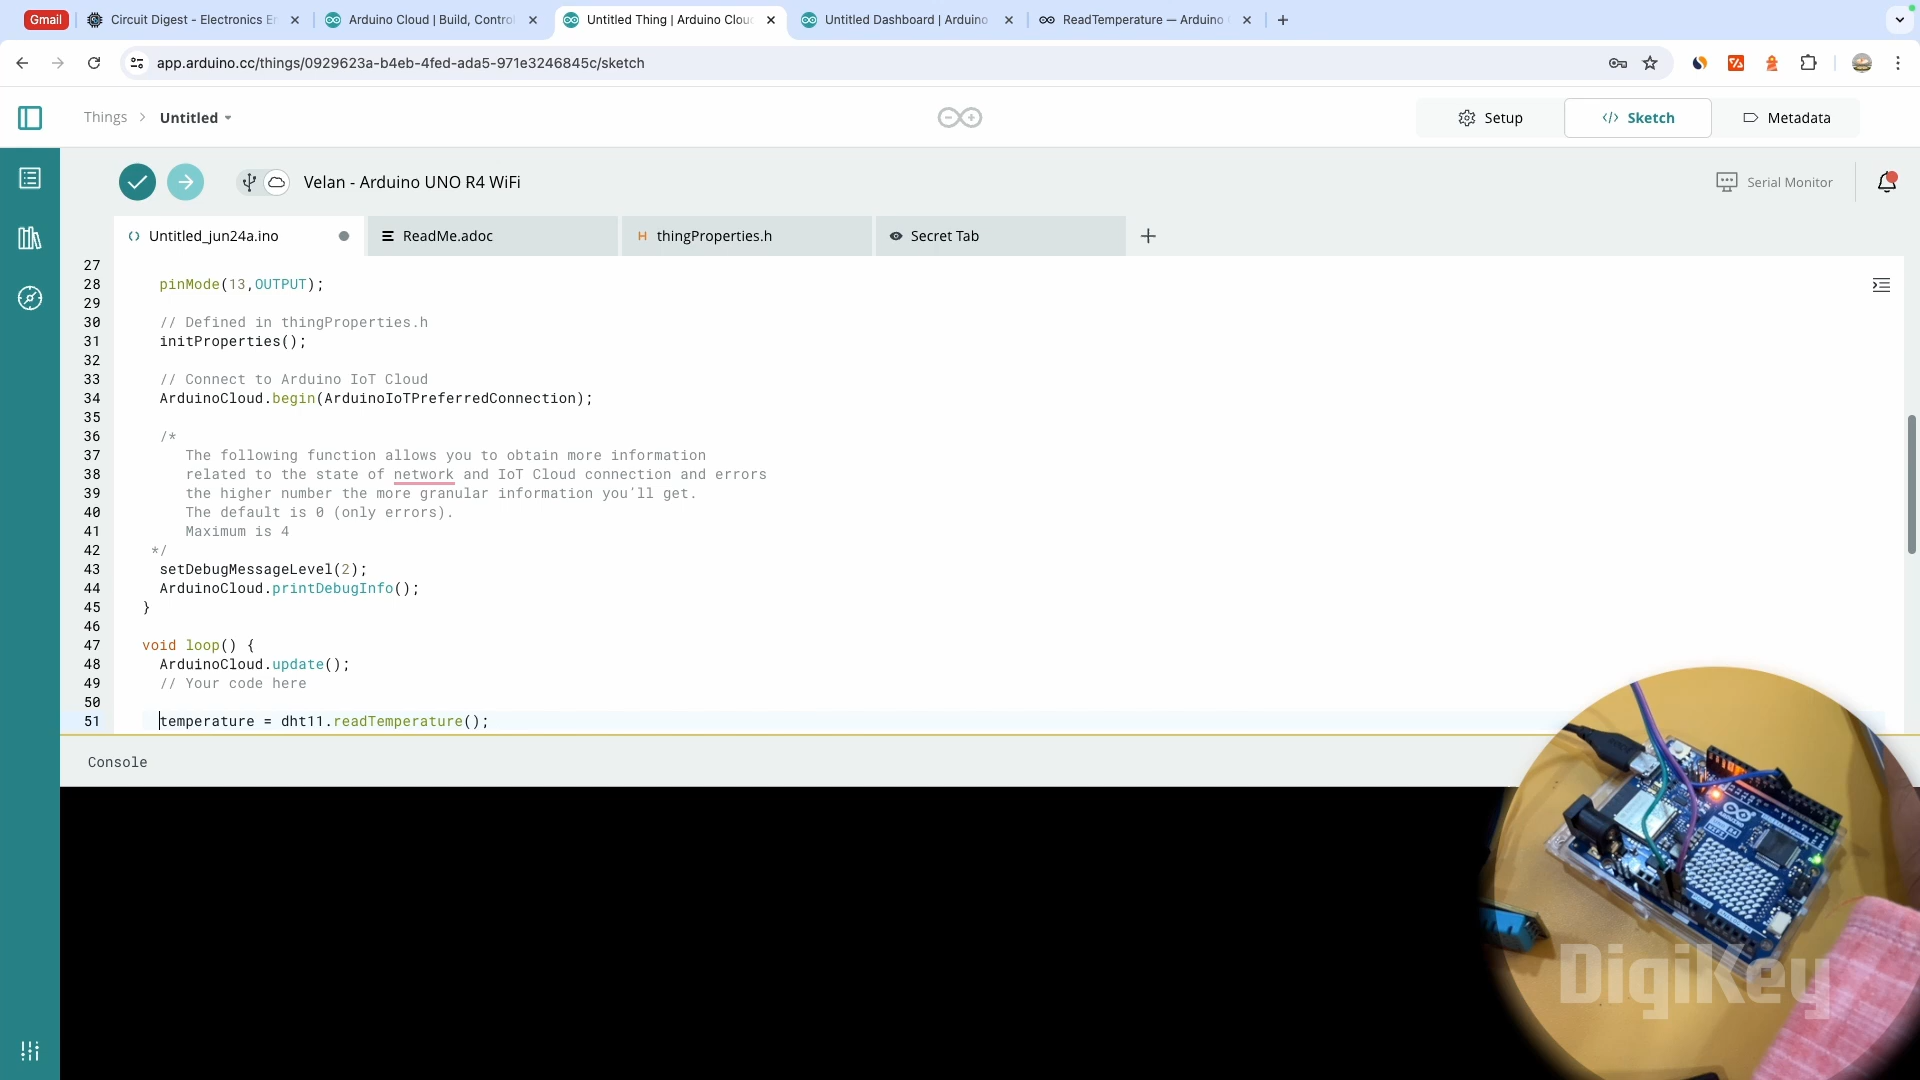 Gmail
Circuit Digest - Electronics En
Arduino Cloud | Build, Control
Untitled Thing | Arduino Cloud
Untitled Dashboard | Arduino
ReadTemperature — Arduino
app.arduino.cc/things/0929623a-b4eb-4fed-ada5-971e3246845c/sketch
Things > Untitled
Setup
</> Sketch
Metadata
Velan - Arduino UNO R4 WiFi
Serial Monitor
Untitled_jun24a.ino
ReadMe.adoc
H thingProperties.h
Secret Tab
27
28 pinMode(13,OUTPUT);
29
30 // Defined in thingProperties.h
31 initProperties();
32
33 // Connect to Arduino IoT Cloud
34 ArduinoCloud.begin(ArduinoIoTPreferredConnection);
35
36 /*
37 The following function allows you to obtain more information
38 related to the state of network and IoT Cloud connection and errors
39 the higher number the more granular information you'll get.
40 The default is 0 (only errors).
41 Maximum is 4
42 */
43 setDebugMessageLevel(2);
44 ArduinoCloud.printDebugInfo();
45 }
46
47 void loop() {
48 ArduinoCloud.update();
49 // Your code here
50
51 temperature = dht11.readTemperature();
Console
DigiKey